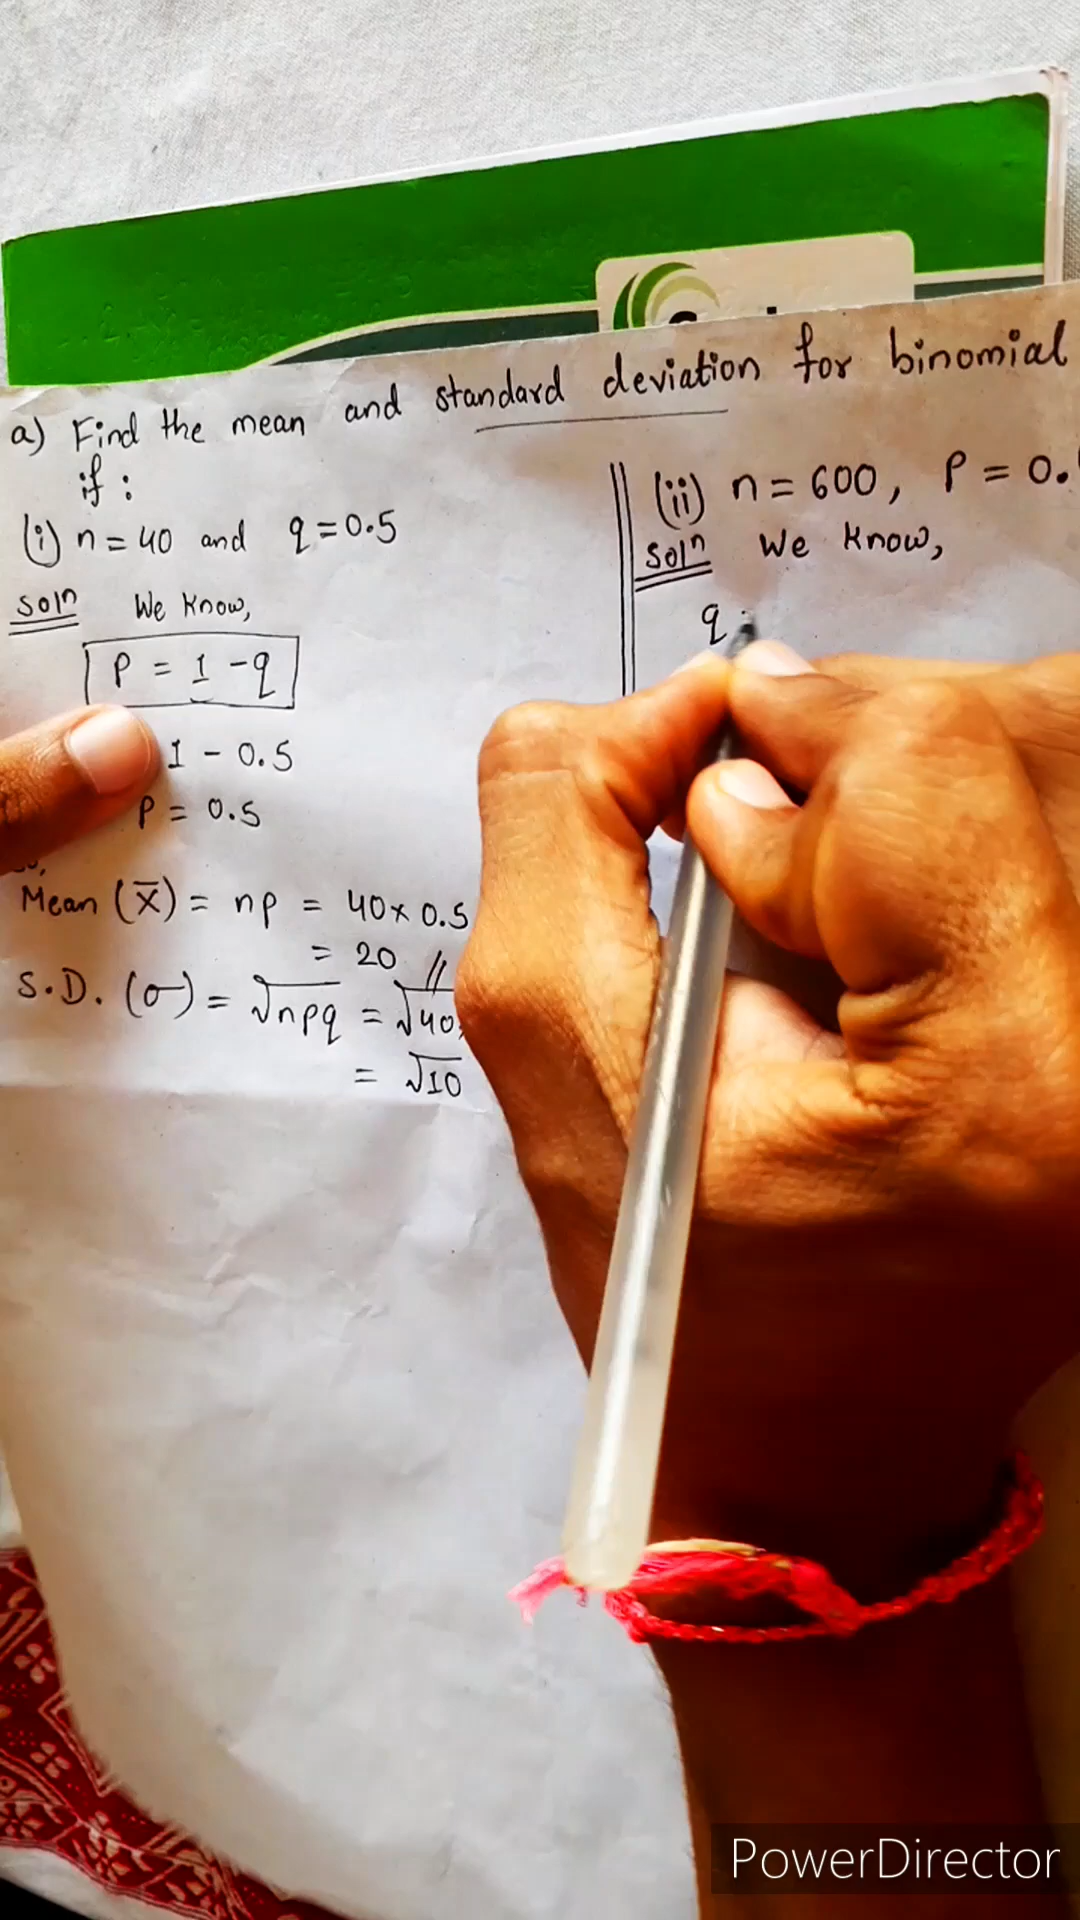 a) Find the mean and standard deviation for binomial
if :
(i) n = 40 and q = 0.5
Soln We know,
P = 1 - q
1 - 0.5
P = 0.5
Mean (x̄) = np = 40 × 0.5
= 20 //
S.D. (σ) = √npq = √40
= √10
(ii) n = 600, P = 0.
Soln We know,
q
PowerDirector